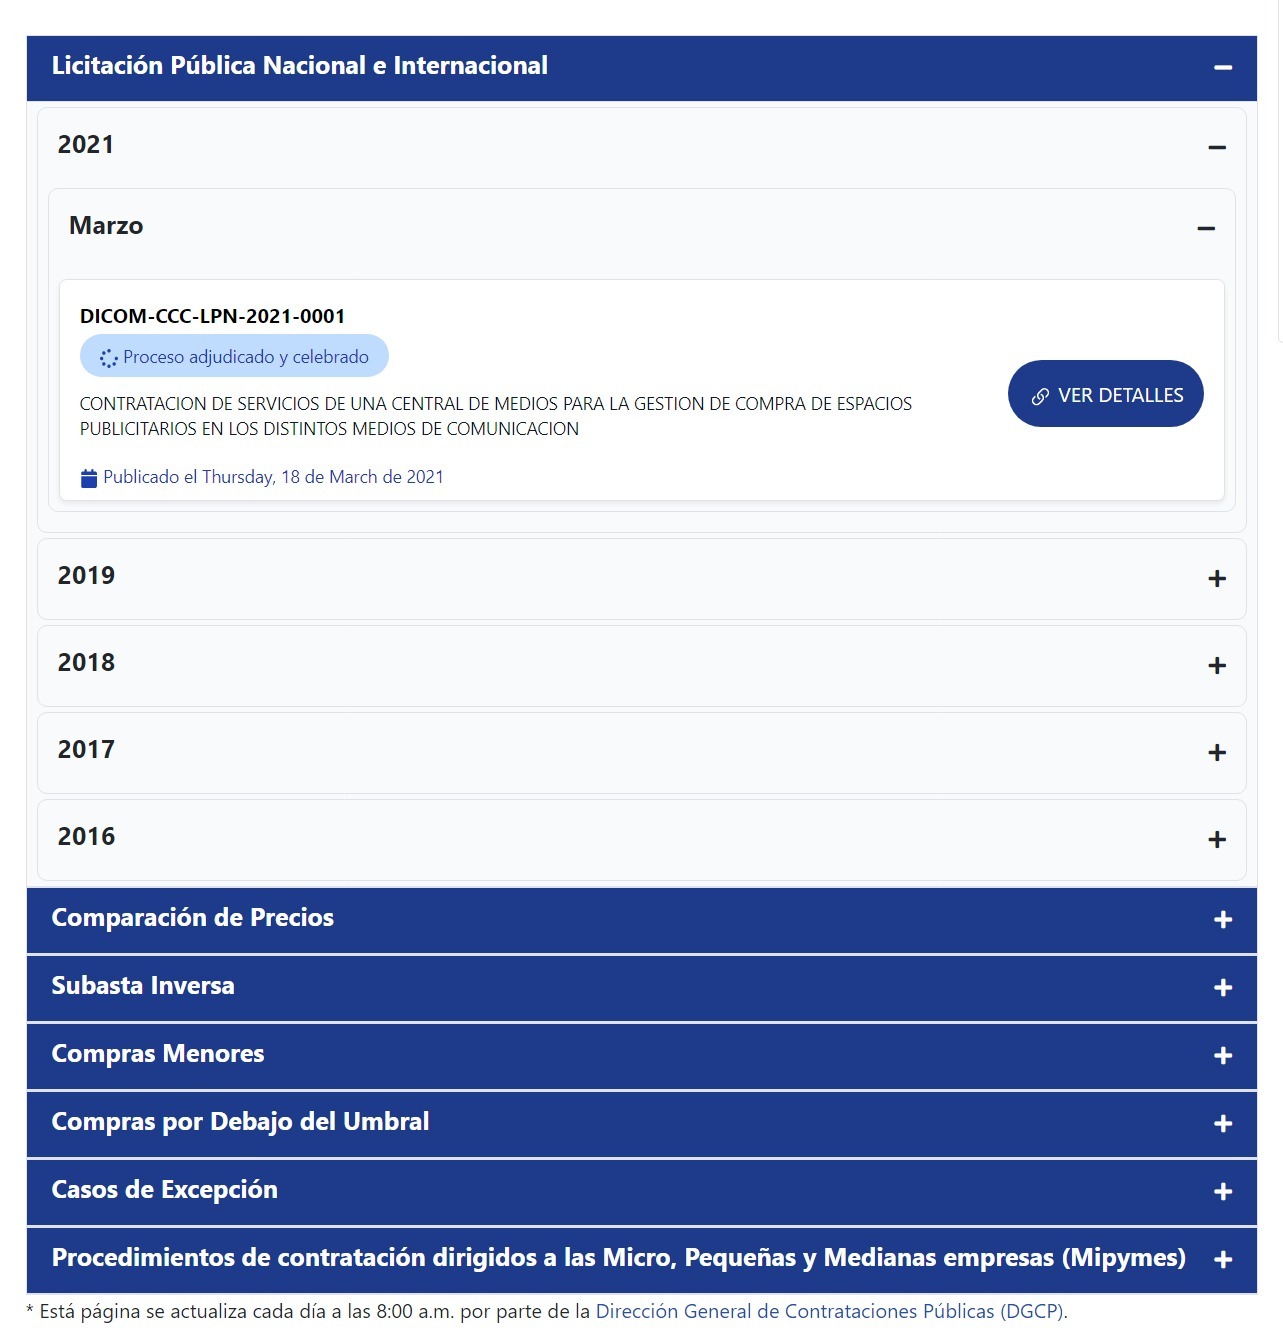 Licitación Pública Nacional e Internacional
2021
Marzo
DICOM-CCC-LPN-2021-0001
Proceso adjudicado y celebrado
CONTRATACION DE SERVICIOS DE UNA CENTRAL DE MEDIOS PARA LA GESTION DE COMPRA DE ESPACIOS
PUBLICITARIOS EN LOS DISTINTOS MEDIOS DE COMUNICACION
VER DETALLES
Publicado el Thursday, 18 de March de 2021
2019
2018
2017
2016
Comparación de Precios
Subasta Inversa
Compras Menores
Compras por Debajo del Umbral
Casos de Excepción
Procedimientos de contratación dirigidos a las Micro, Pequeñas y Medianas empresas (Mipymes)
* Está página se actualiza cada día a las 8:00 a.m. por parte de la Dirección General de Contrataciones Públicas (DGCP).